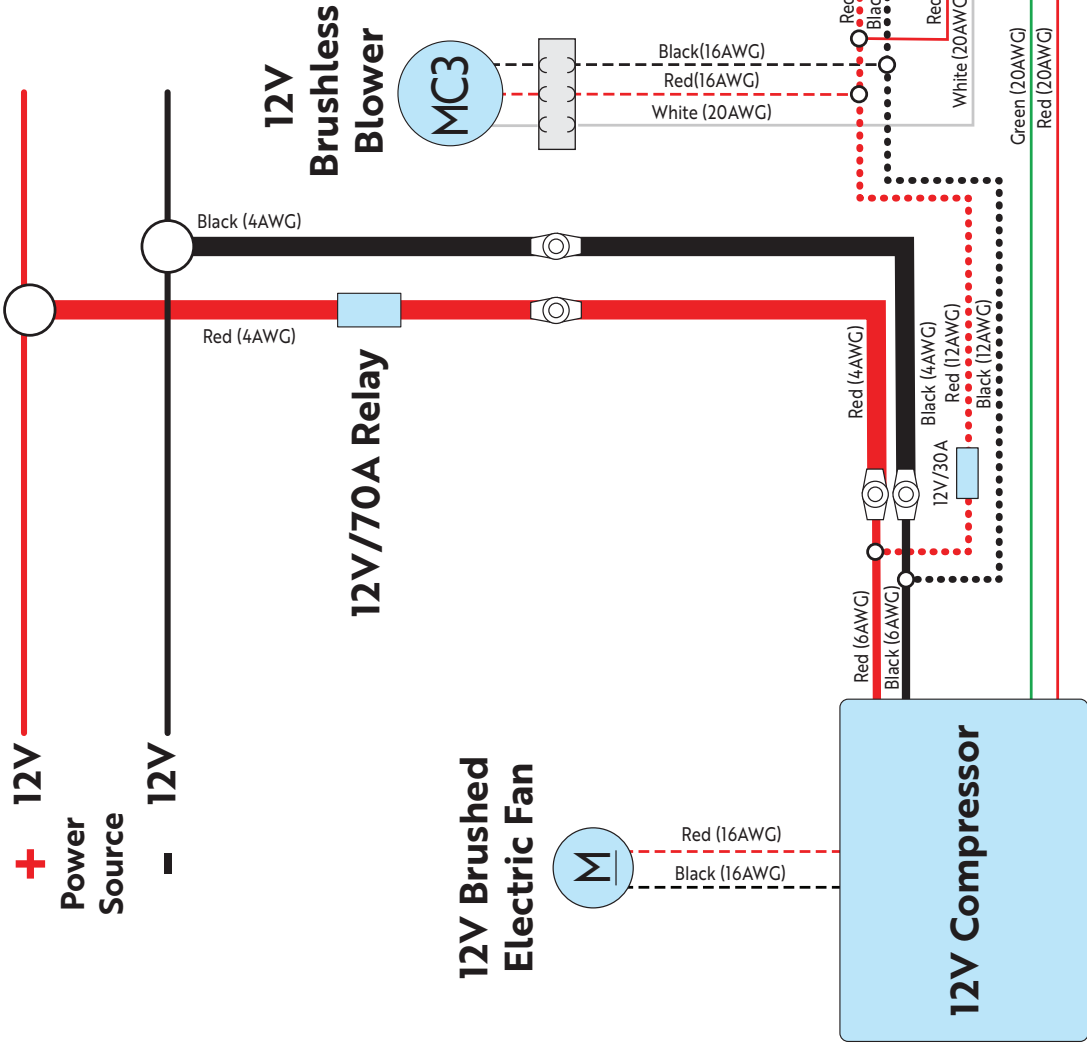 + 12V
Power
Source
- 12V
12V
Brushless
Blower
MC3
Black(16AWG)
Red(16AWG)
White (20AWG)
White (20AWG)
Green (20AWG)
Red (20AWG)
Black (4AWG)
Red (4AWG)
12V/70A Relay
Red (4AWG)
Black (4AWG)
Red (12AWG)
Black (12AWG)
12V/30A
Red (6AWG)
Black (6AWG)
12V Brushed
Electric Fan
M
Red (16AWG)
Black (16AWG)
12V Compressor